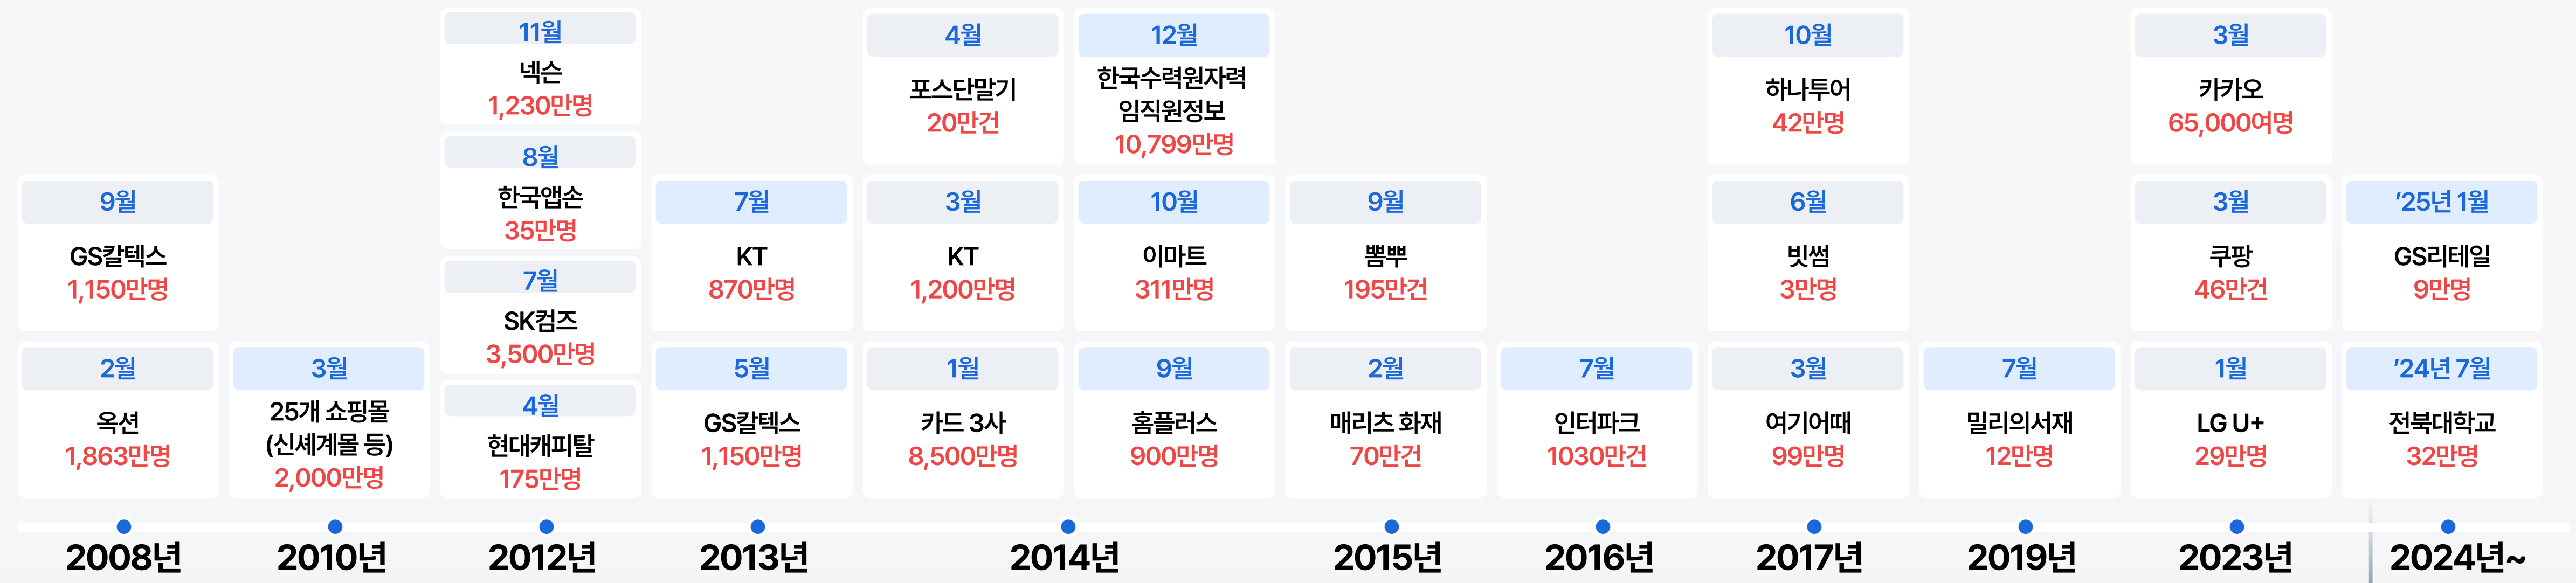 11월
넥슨
1,230만명
8월
한국앱손
35만명
9월
GS칼텍스
1,150만명
2월
옥션
1,863만명
3월
25개 쇼핑몰
(신세계몰 등)
2,000만명
7월
SK컴즈
3,500만명
4월
현대캐피탈
175만명
7월
KT
870만명
5월
GS칼텍스
1,150만명
4월
포스단말기
20만건
3월
KT
1,200만명
1월
카드 3사
8,500만명
12월
한국수력원자력
임직원정보
10,799만명
10월
이마트
311만명
9월
홈플러스
900만명
9월
뽐뿌
195만건
2월
매리츠 화재
70만건
7월
인터파크
1030만건
10월
하나투어
42만명
6월
빗썸
3만명
3월
여기어때
99만명
7월
밀리의서재
12만명
3월
카카오
65,000여명
3월
쿠팡
46만건
1월
LG U+
29만명
’25년 1월
GS리테일
9만명
’24년 7월
전북대학교
32만명
2008년
2010년
2012년
2013년
2014년
2015년
2016년
2017년
2019년
2023년
2024년~